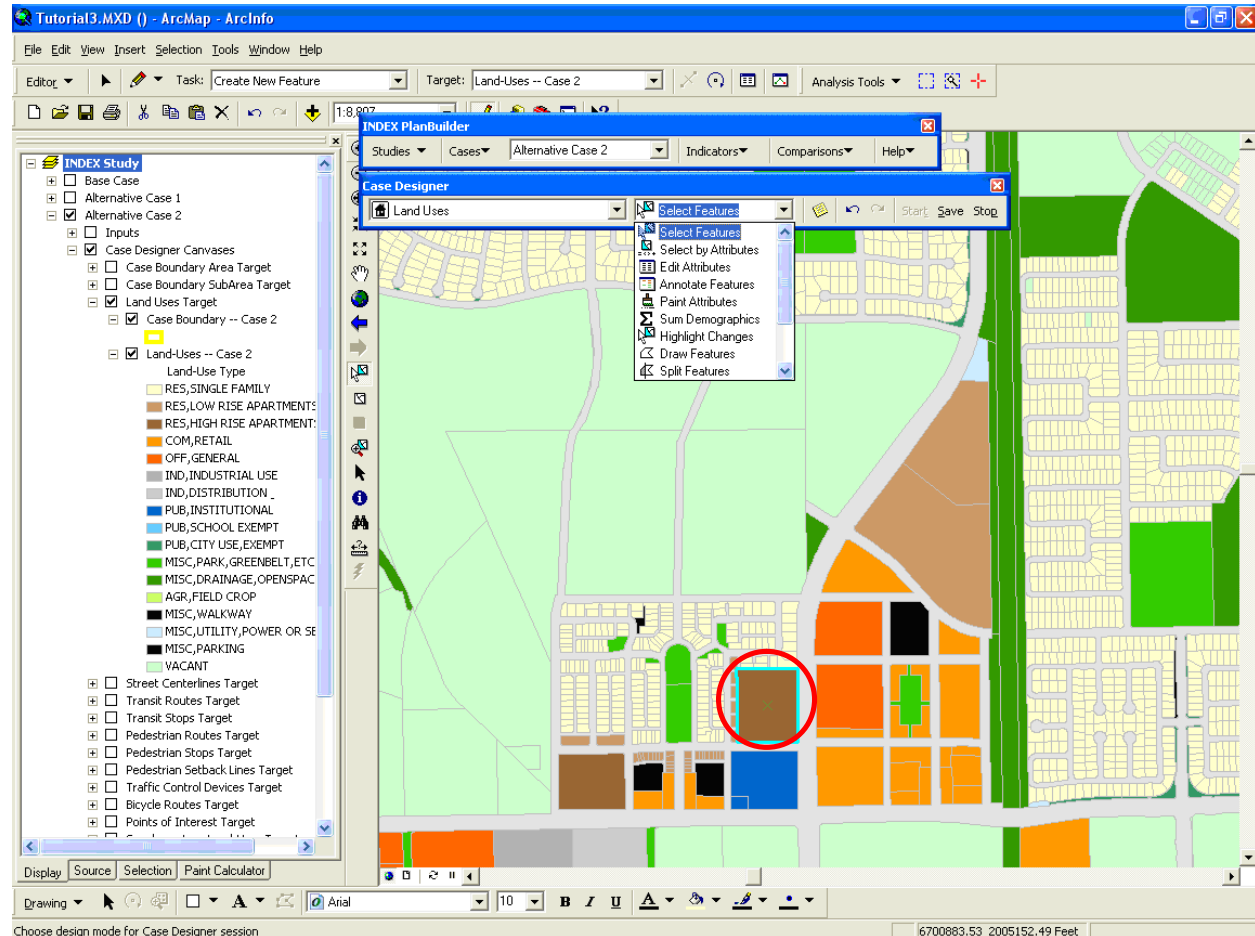 Tutorial3.MXD () - ArcMap - ArcInfo
File Edit View Insert Selection Tools Window Help
Editor Task: Create New Feature Target: Land-Uses -- Case 2 Analysis Tools
1:8,807
INDEX PlanBuilder
Studies Cases Alternative Case 2 Indicators Comparisons Help
Case Designer
Land Uses Select Features Start Save Stop
Select Features
Select by Attributes
Edit Attributes
Annotate Features
Paint Attributes
Sum Demographics
Highlight Changes
Draw Features
Split Features
INDEX Study
Base Case
Alternative Case 1
Alternative Case 2
Inputs
Case Designer Canvases
Case Boundary Area Target
Case Boundary SubArea Target
Land Uses Target
Case Boundary -- Case 2
Land-Uses -- Case 2
Land-Use Type
RES,SINGLE FAMILY
RES,LOW RISE APARTMENTS
RES,HIGH RISE APARTMENT
COM,RETAIL
OFF,GENERAL
IND,INDUSTRIAL USE
IND,DISTRIBUTION _
PUB,INSTITUTIONAL
PUB,SCHOOL EXEMPT
PUB,CITY USE,EXEMPT
MISC,PARK,GREENBELT,ETC
MISC,DRAINAGE,OPENSPAC
AGR,FIELD CROP
MISC,WALKWAY
MISC,UTILITY,POWER OR SE
MISC,PARKING
VACANT
Street Centerlines Target
Transit Routes Target
Transit Stops Target
Pedestrian Routes Target
Pedestrian Stops Target
Pedestrian Setback Lines Target
Traffic Control Devices Target
Bicycle Routes Target
Points of Interest Target
Display Source Selection Paint Calculator
Drawing A Arial 10 B I U A
Choose design mode for Case Designer session 6700883.53 2005152.49 Feet